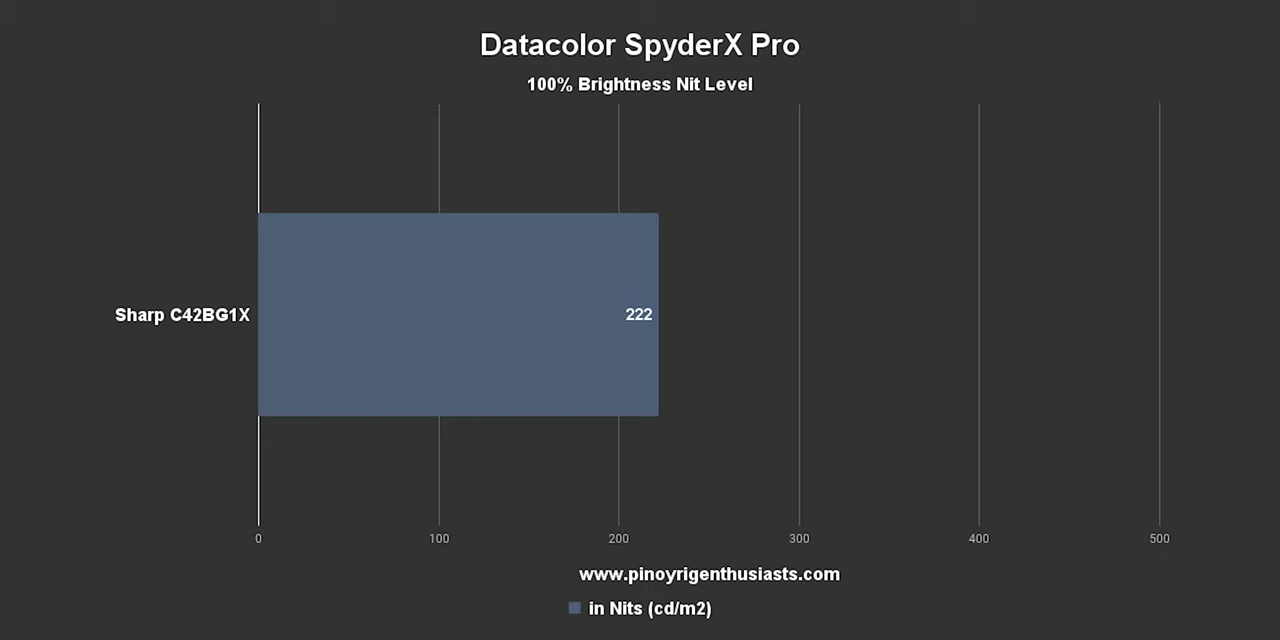 Datacolor SpyderX Pro
100% Brightness Nit Level
Sharp C42BG1X
222
0 100 200 300 400 500
www.pinoyrigenthusiasts.com
in Nits (cd/m2)